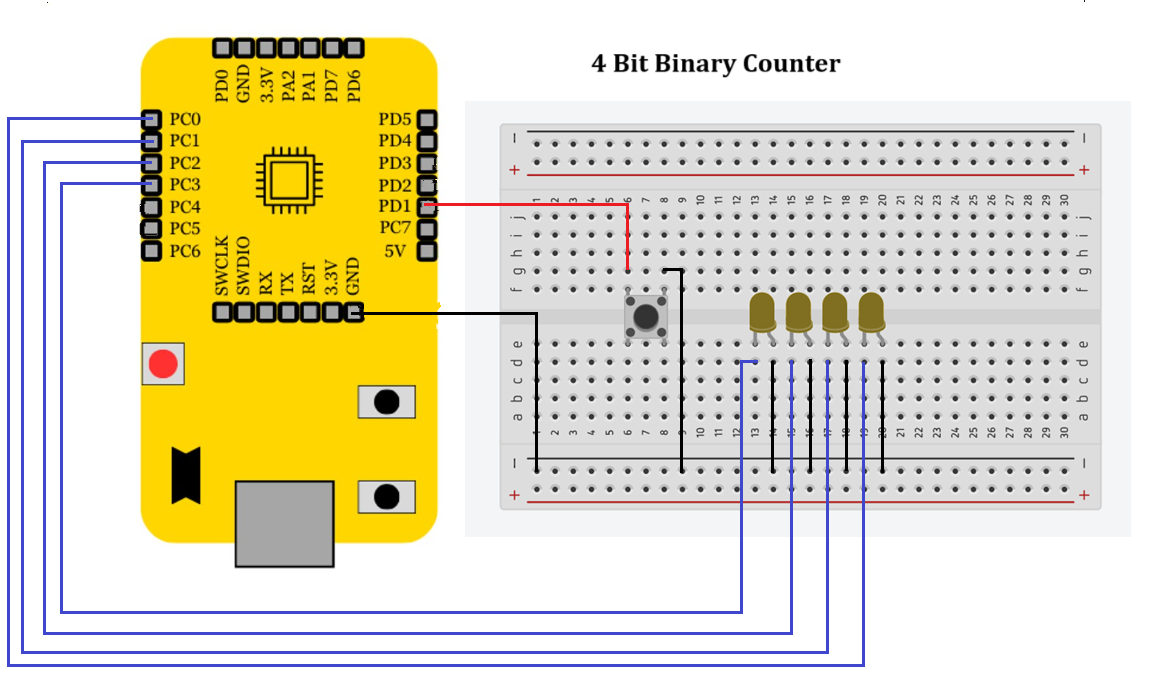 4 Bit Binary Counter
PD0 GND 3.3V PA2 PA1 PD7 PD6
PC0 PD5
PC1 PD4
PC2 PD3
PC3 PD2
PC4 PD1
PC5 PC7
PC6 5V
SWCLK SWDIO RX TX RST 3.3V GND
− −
+ +
1 2 3 4 5 6 7 8 9 10 11 12 13 14 15 16 17 18 19 20 21 22 23 24 25 26 27 28 29 30
j j
i i
h h
g g
f f
e e
d d
c c
b b
a a
1 2 3 4 5 6 7 8 9 10 11 12 13 14 15 16 17 18 19 20 21 22 23 24 25 26 27 28 29 30
− −
+ +